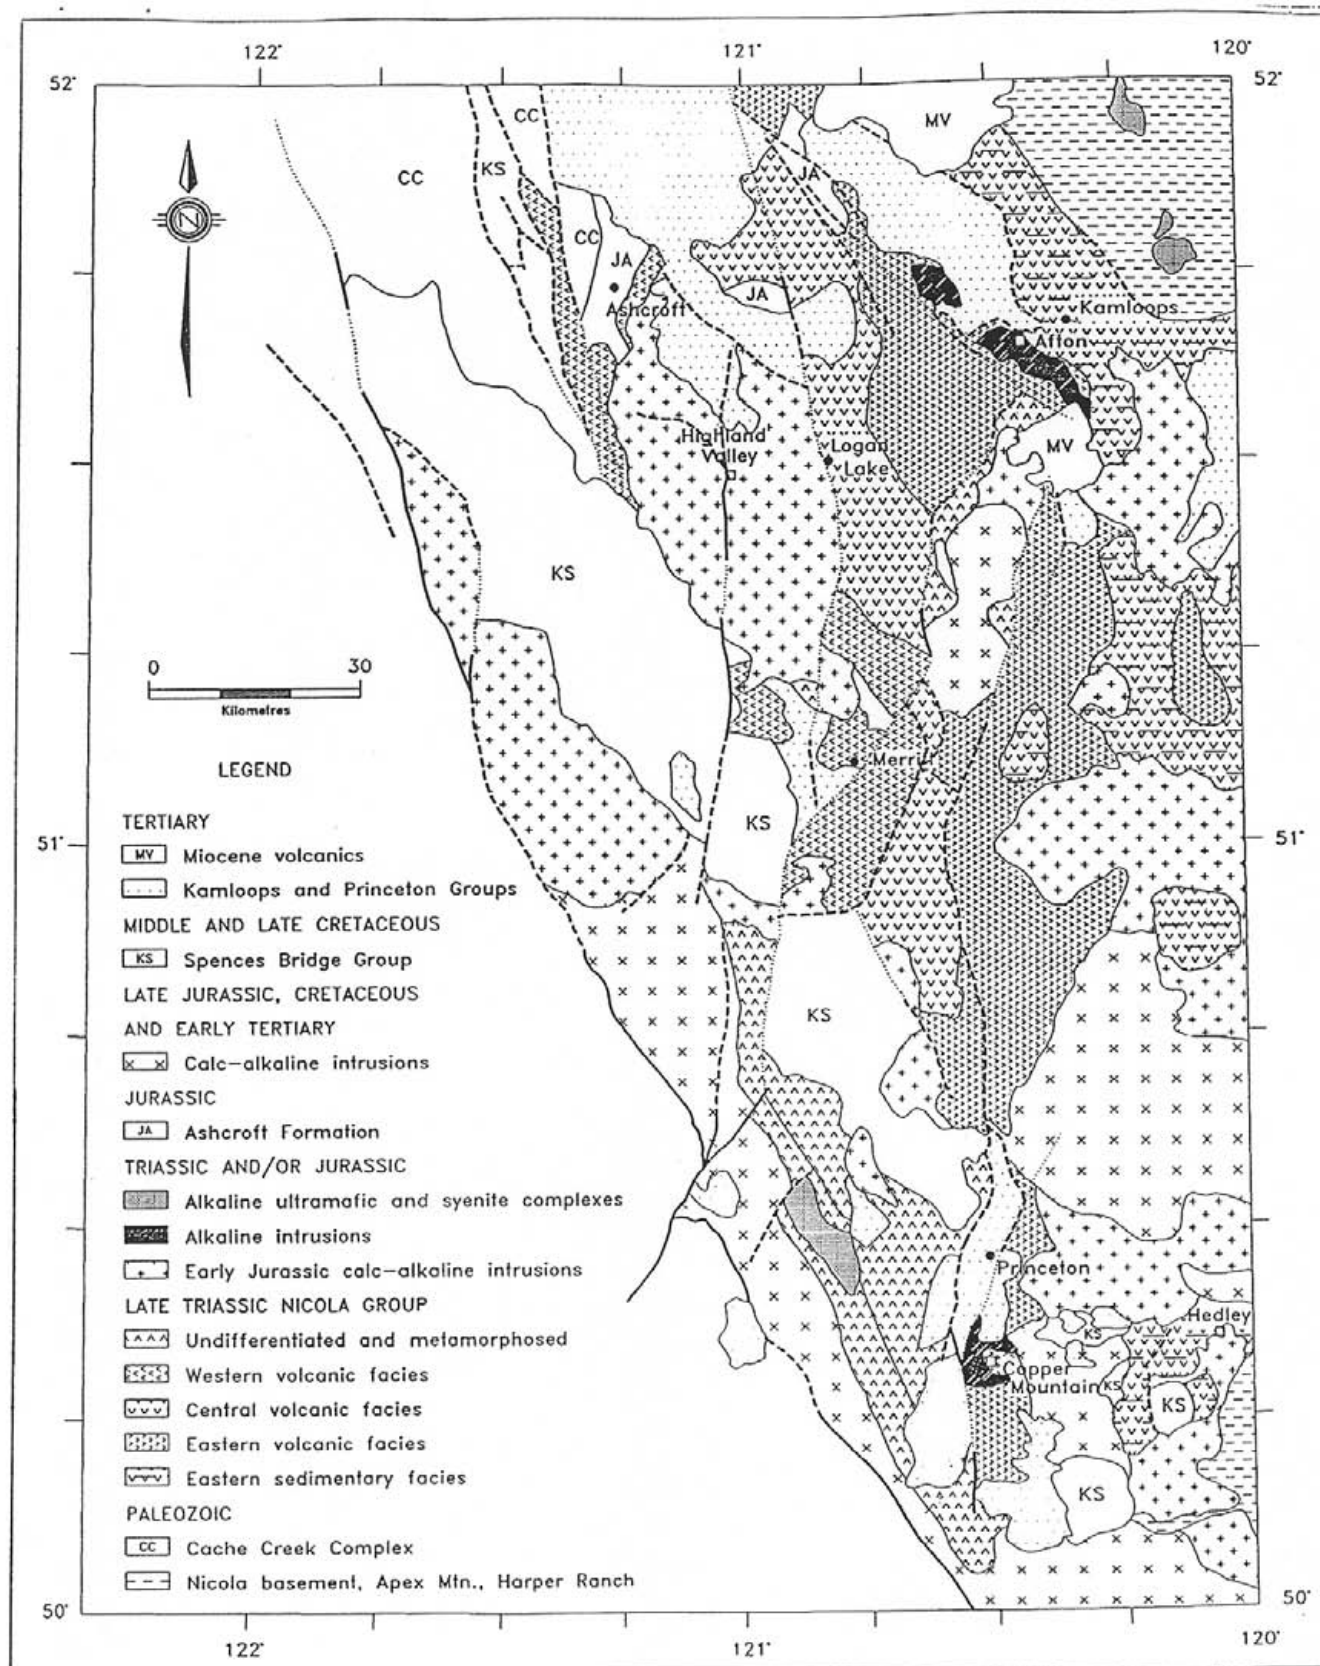 122° 121° 120°
52° 52°
CC
MV
KS
CC
JA
CC
JA
JA
Ashcroft
Kamloops
Afton
Highland
Valley
Logan
Lake
MV
KS
0 30
Kilometres
Merritt
KS
51° 51°
KS
Princeton
Hedley
KS
Copper
Mountain
KS
KS
KS
LEGEND
TERTIARY
MV Miocene volcanics
Kamloops and Princeton Groups
MIDDLE AND LATE CRETACEOUS
KS Spences Bridge Group
LATE JURASSIC, CRETACEOUS
AND EARLY TERTIARY
Calc-alkaline intrusions
JURASSIC
JA Ashcroft Formation
TRIASSIC AND/OR JURASSIC
Alkaline ultramafic and syenite complexes
Alkaline intrusions
Early Jurassic calc-alkaline intrusions
LATE TRIASSIC NICOLA GROUP
Undifferentiated and metamorphosed
Western volcanic facies
Central volcanic facies
Eastern volcanic facies
Eastern sedimentary facies
PALEOZOIC
CC Cache Creek Complex
Nicola basement, Apex Mtn., Harper Ranch
50° 50°
122° 121° 120°